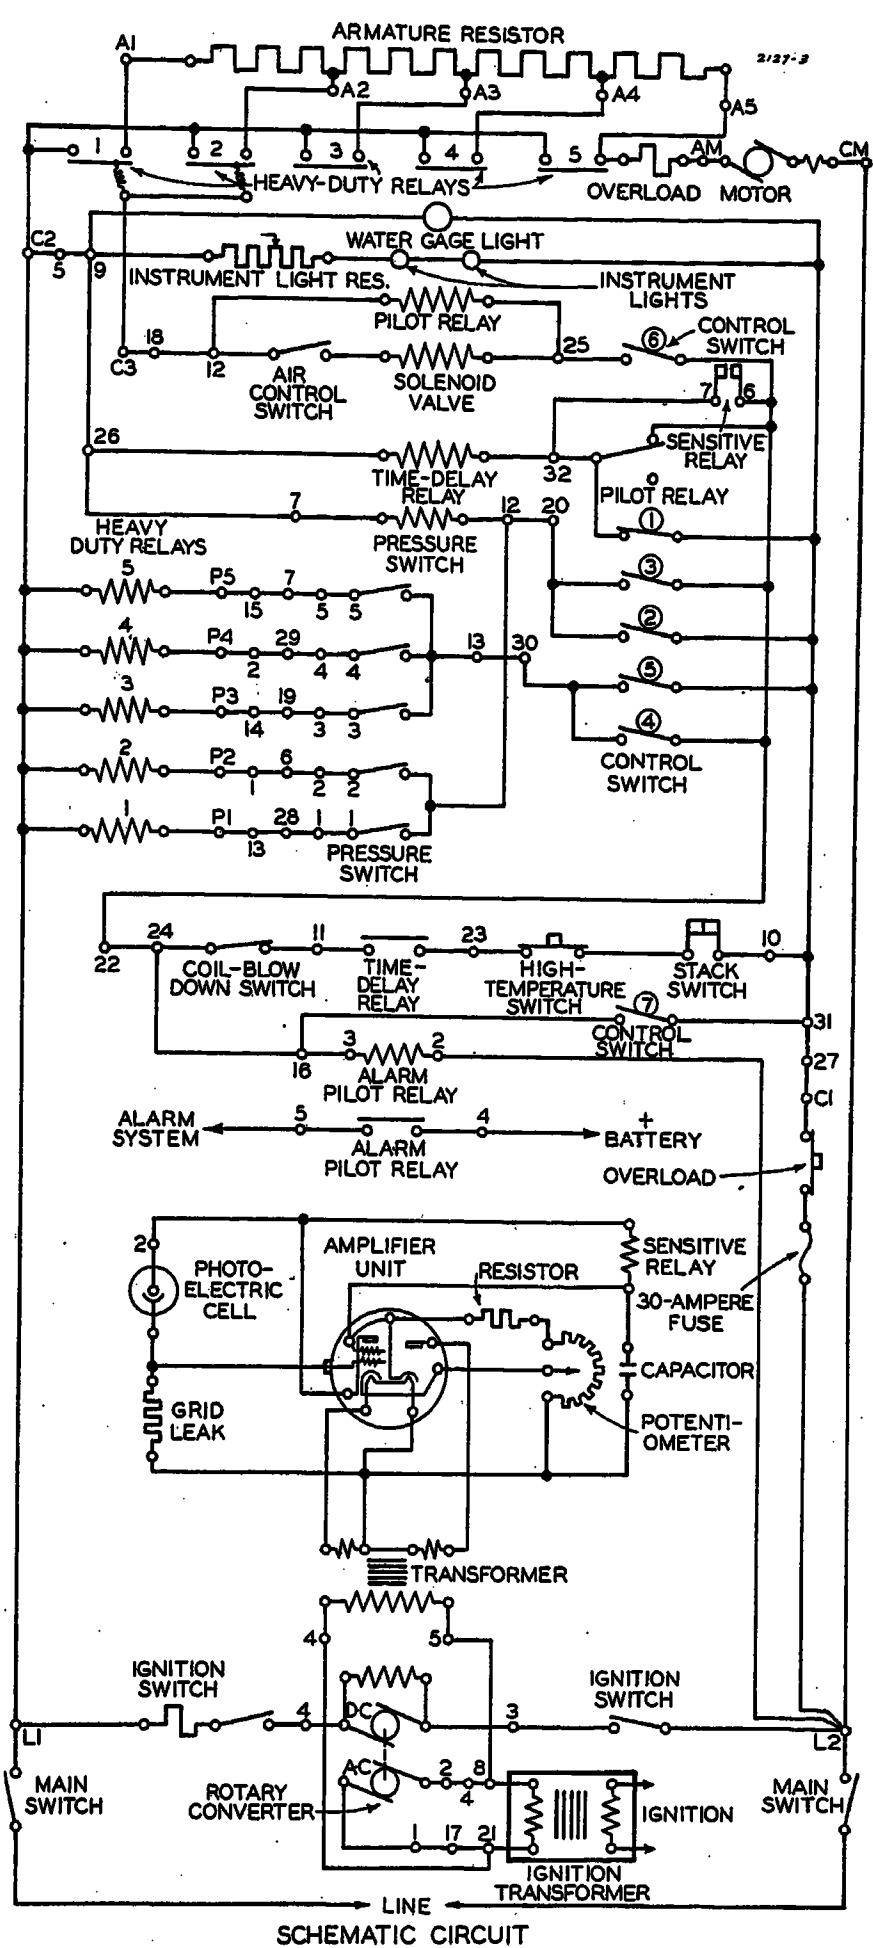 ARMATURE RESISTOR
2127-3
A1
A2
A3
A4
A5
1 2 3 4 5
AM
CM
HEAVY-DUTY RELAYS
OVERLOAD MOTOR
C2
5 9
WATER GAGE LIGHT
INSTRUMENT LIGHT RES.
INSTRUMENT
LIGHTS
PILOT RELAY
C3
18
12
AIR
CONTROL
SWITCH
SOLENOID
VALVE
25
6
CONTROL
SWITCH
7 6
SENSITIVE
RELAY
26
TIME-DELAY
RELAY
32
PILOT RELAY
7
PRESSURE
SWITCH
12 20
1
3
2
HEAVY
DUTY RELAYS
5 P5 15 7 5 5
4 P4 2 29 4 4
13 30
5
3 P3 14 19 3 3
4
2 P2 1 6 2 2
CONTROL
SWITCH
1 P1 13 28 1 1
PRESSURE
SWITCH
22
24
COIL-BLOW
DOWN SWITCH
11
TIME-
DELAY
RELAY
23
HIGH-
TEMPERATURE
SWITCH
STACK
SWITCH
10
7
CONTROL
SWITCH
31
16
3 2
ALARM
PILOT RELAY
27
C1
ALARM
SYSTEM
5
ALARM
PILOT RELAY
4
+
BATTERY
OVERLOAD
2
PHOTO-
ELECTRIC
CELL
AMPLIFIER
UNIT
RESISTOR
SENSITIVE
RELAY
30-AMPERE
FUSE
CAPACITOR
GRID
LEAK
POTENTI-
OMETER
TRANSFORMER
4
5
IGNITION
SWITCH
L1
4
DC
3
IGNITION
SWITCH
L2
MAIN
SWITCH
ROTARY
CONVERTER
AC
2 4 8
MAIN
SWITCH
1 17 21
IGNITION
IGNITION
TRANSFORMER
LINE
SCHEMATIC CIRCUIT